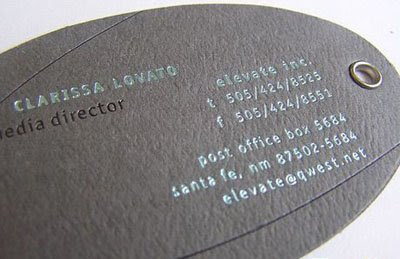 CLARISSA LOVATO
media director
elevate inc.
t 505/424/8525
f 505/424/8551
post office box 5684
santa fe, nm 87502-5684
elevate@qwest.net